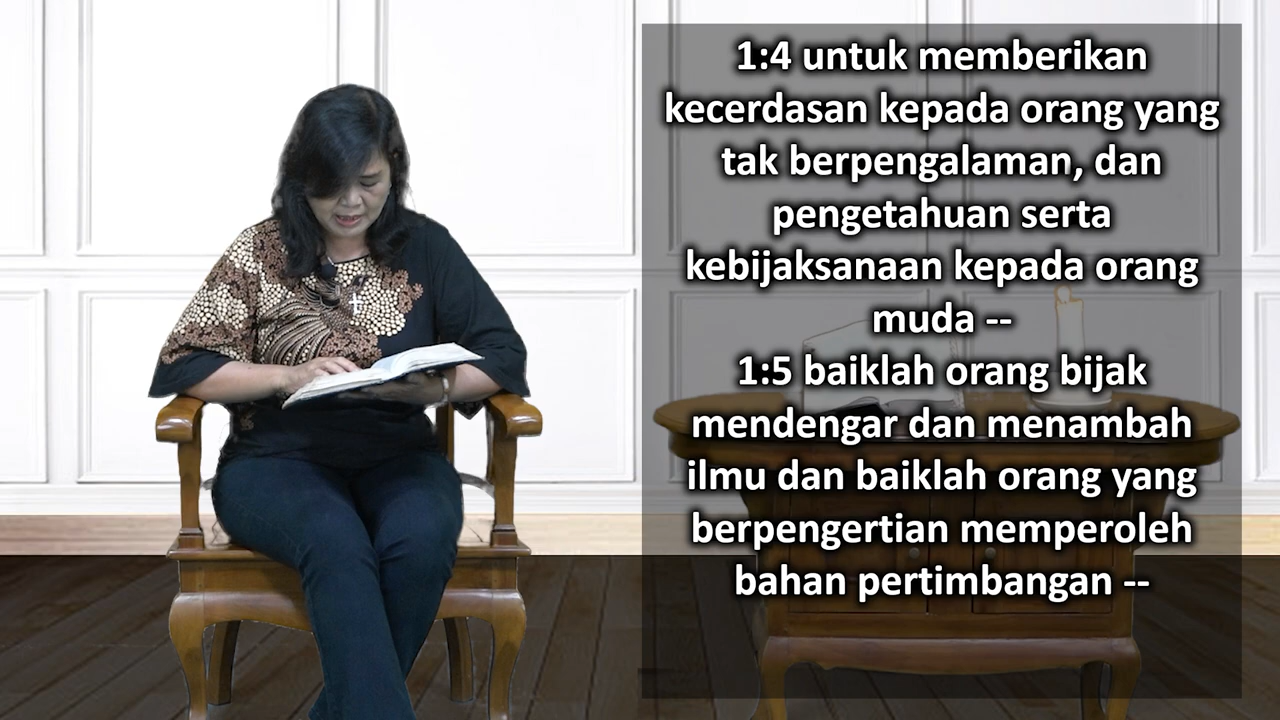 1:4 untuk memberikan
kecerdasan kepada orang yang
tak berpengalaman, dan
pengetahuan serta
kebijaksanaan kepada orang
muda --
1:5 baiklah orang bijak
mendengar dan menambah
ilmu dan baiklah orang yang
berpengertian memperoleh
bahan pertimbangan --